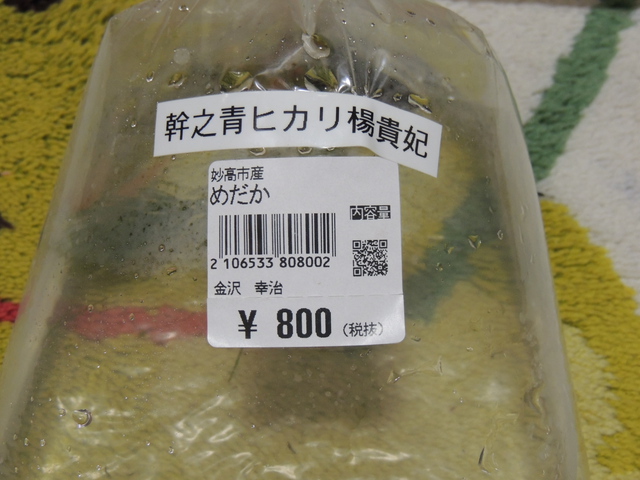 幹之青ヒカリ楊貴妃
妙高市産
めだか
内容量
2 106533 808002
金沢 幸治
¥ 800 (税抜)